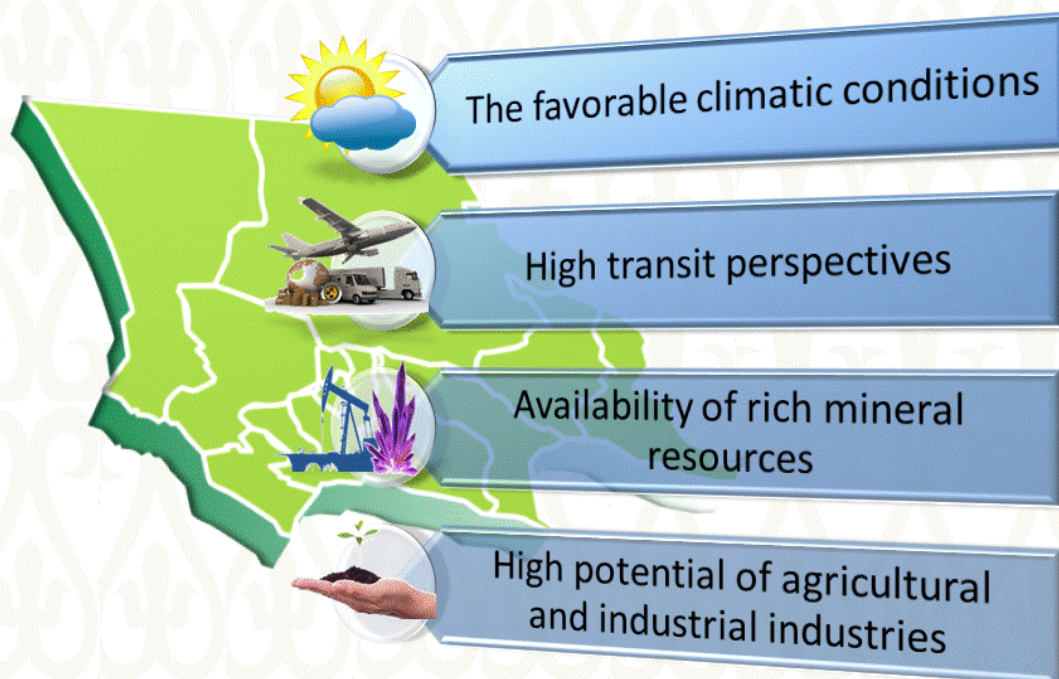 The favorable climatic conditions
High transit perspectives
Availability of rich mineral
resources
High potential of agricultural
and industrial industries